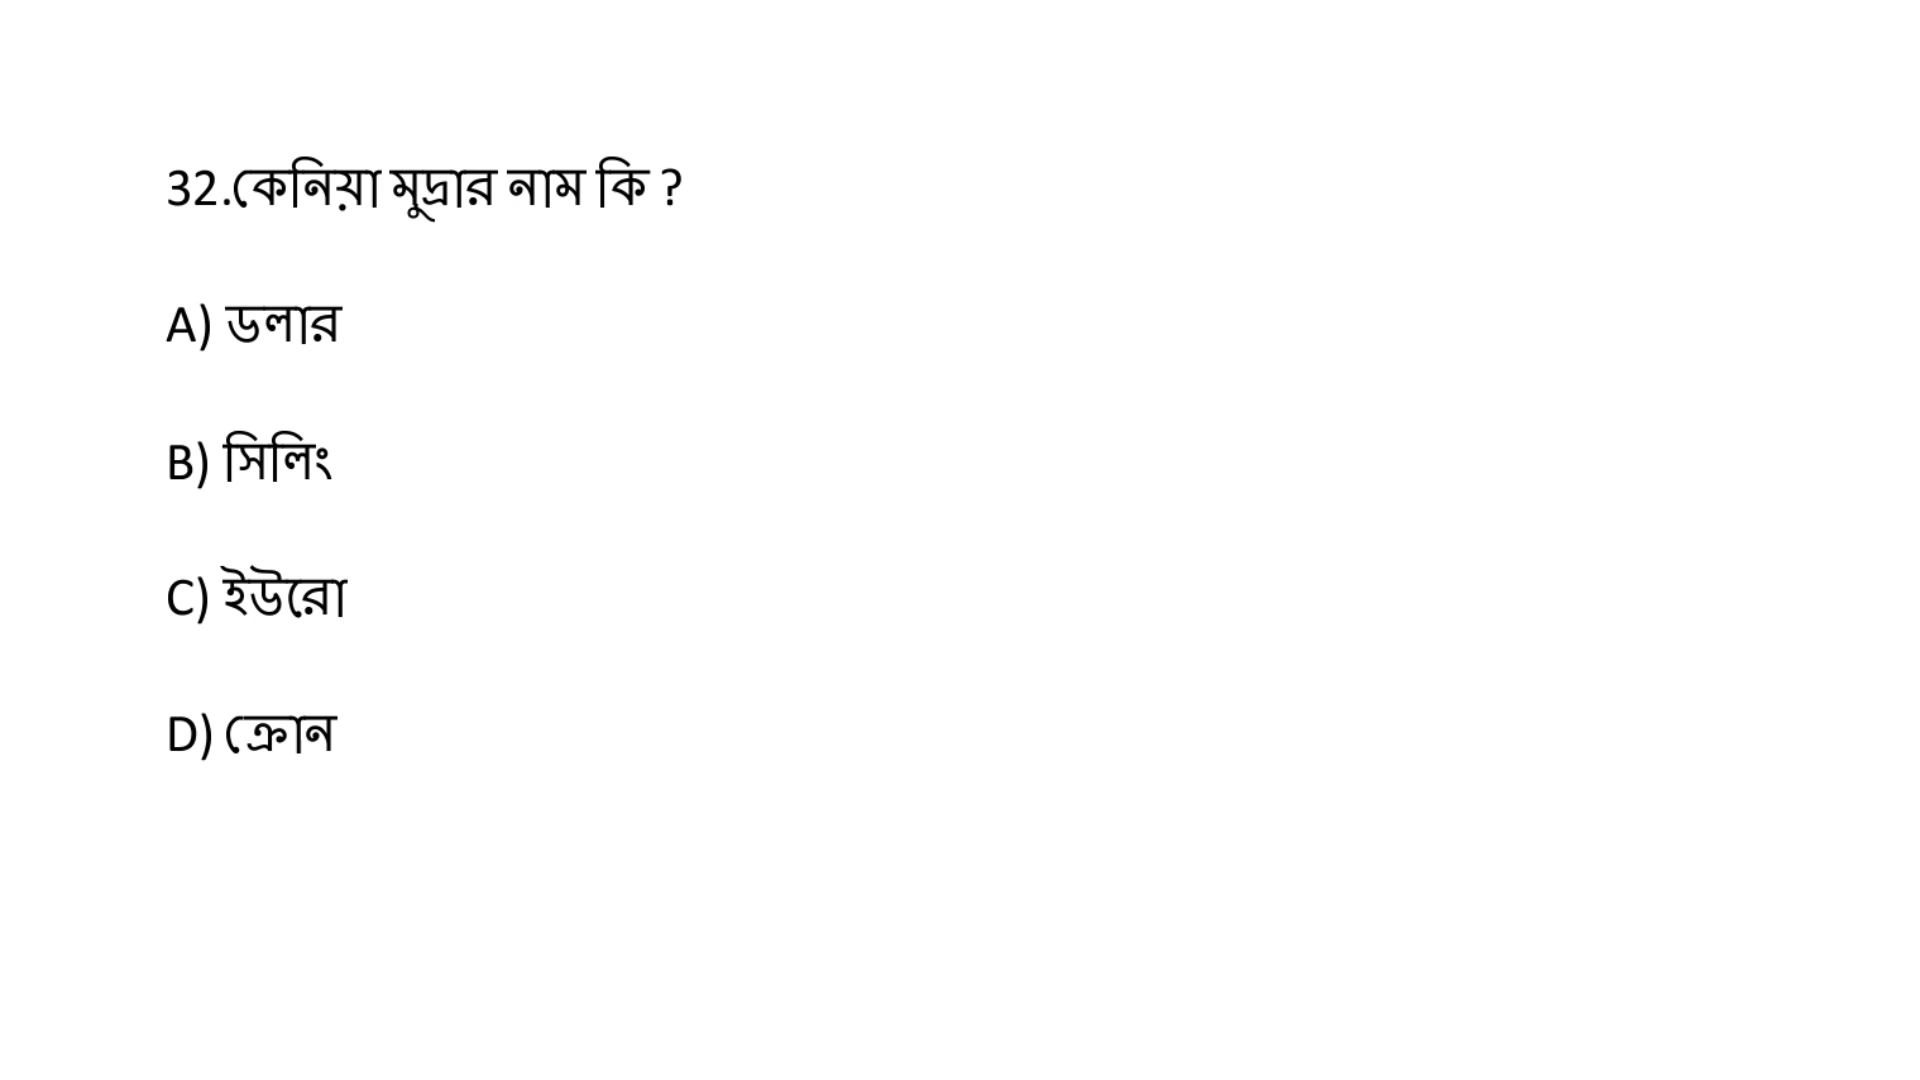 32.কেনিয়া মুদ্রার নাম কি ?
A) ডলার
B) সিলিং
C) ইউরো
D) ক্রোন